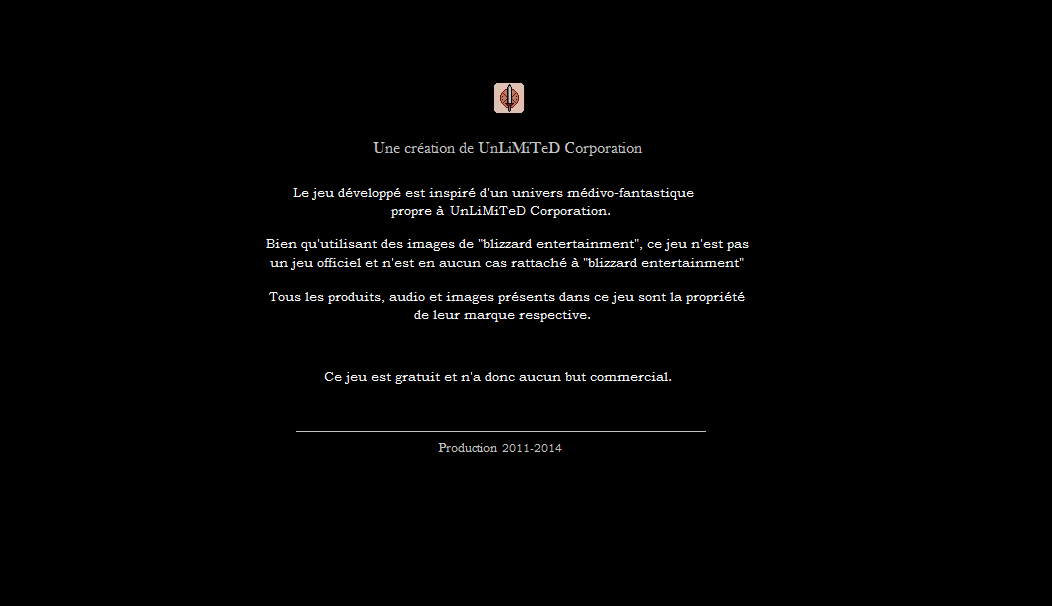 Une création de UnLiMiTeD Corporation
Le jeu développé est inspiré d'un univers médivo-fantastique
propre à UnLiMiTeD Corporation.
Bien qu'utilisant des images de "blizzard entertainment", ce jeu n'est pas
un jeu officiel et n'est en aucun cas rattaché à "blizzard entertainment"
Tous les produits, audio et images présents dans ce jeu sont la propriété
de leur marque respective.
Ce jeu est gratuit et n'a donc aucun but commercial.
Production 2011-2014